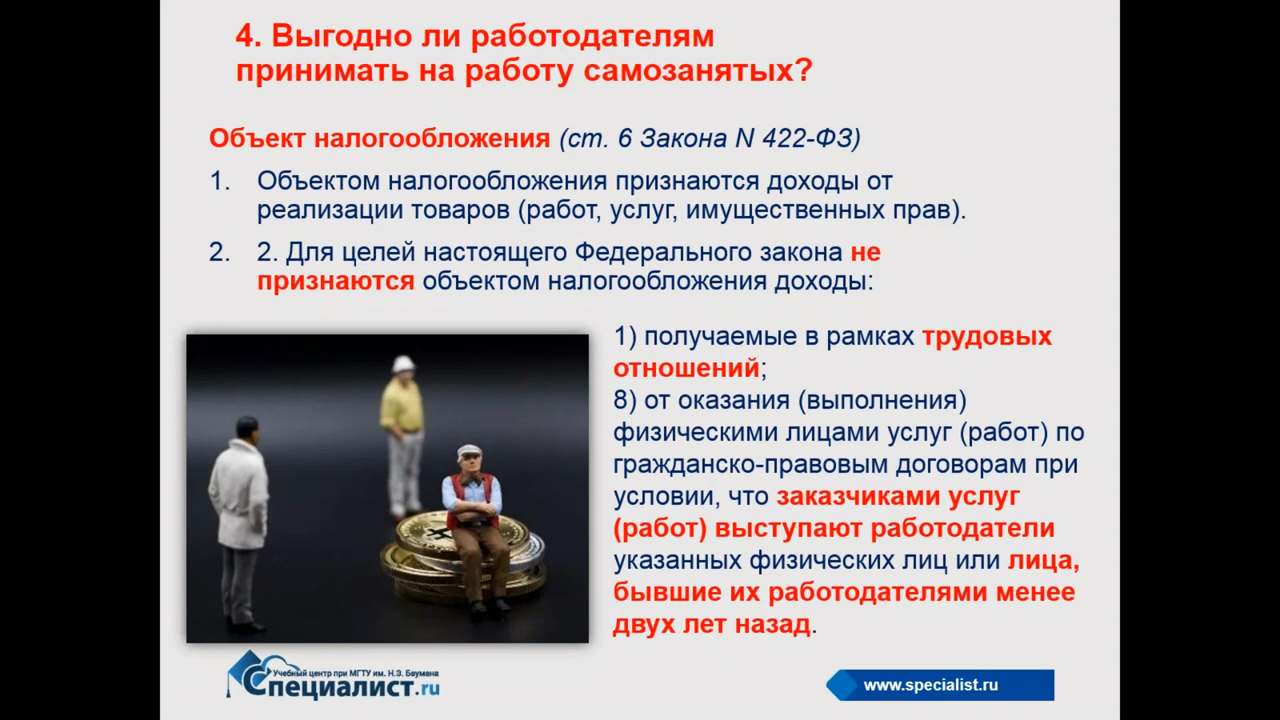 4. Выгодно ли работодателям
принимать на работу самозанятых?
Объект налогообложения (ст. 6 Закона N 422-ФЗ)
1. Объектом налогообложения признаются доходы от
реализации товаров (работ, услуг, имущественных прав).
2. 2. Для целей настоящего Федерального закона не
признаются объектом налогообложения доходы:
1) получаемые в рамках трудовых
отношений;
8) от оказания (выполнения)
физическими лицами услуг (работ) по
гражданско-правовым договорам при
условии, что заказчиками услуг
(работ) выступают работодатели
указанных физических лиц или лица,
бывшие их работодателями менее
двух лет назад.
Учебный центр при МГТУ им. Н.Э. Баумана
Специалист.ru
www.specialist.ru